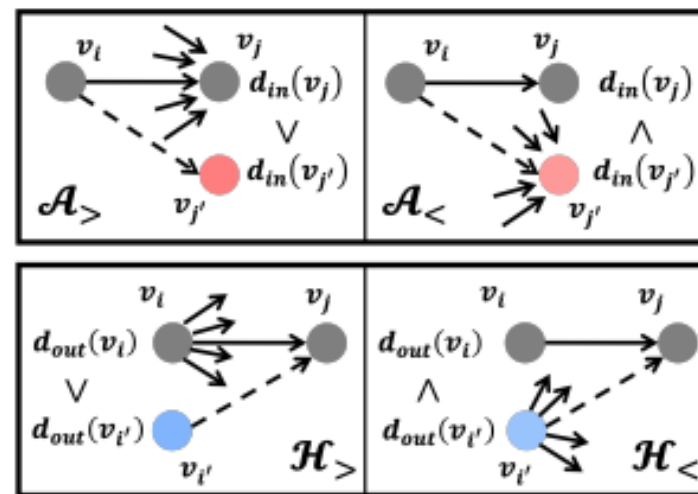 v_i v_j
d_in(v_j)
∨
d_in(v_j')
v_j'
𝒜_>
v_i v_j
d_in(v_j)
∧
d_in(v_j')
v_j'
𝒜_<
v_i v_j
d_out(v_i)
∨
d_out(v_i')
v_i'
ℋ_>
v_i v_j
d_out(v_i)
∧
d_out(v_i')
v_i'
ℋ_<